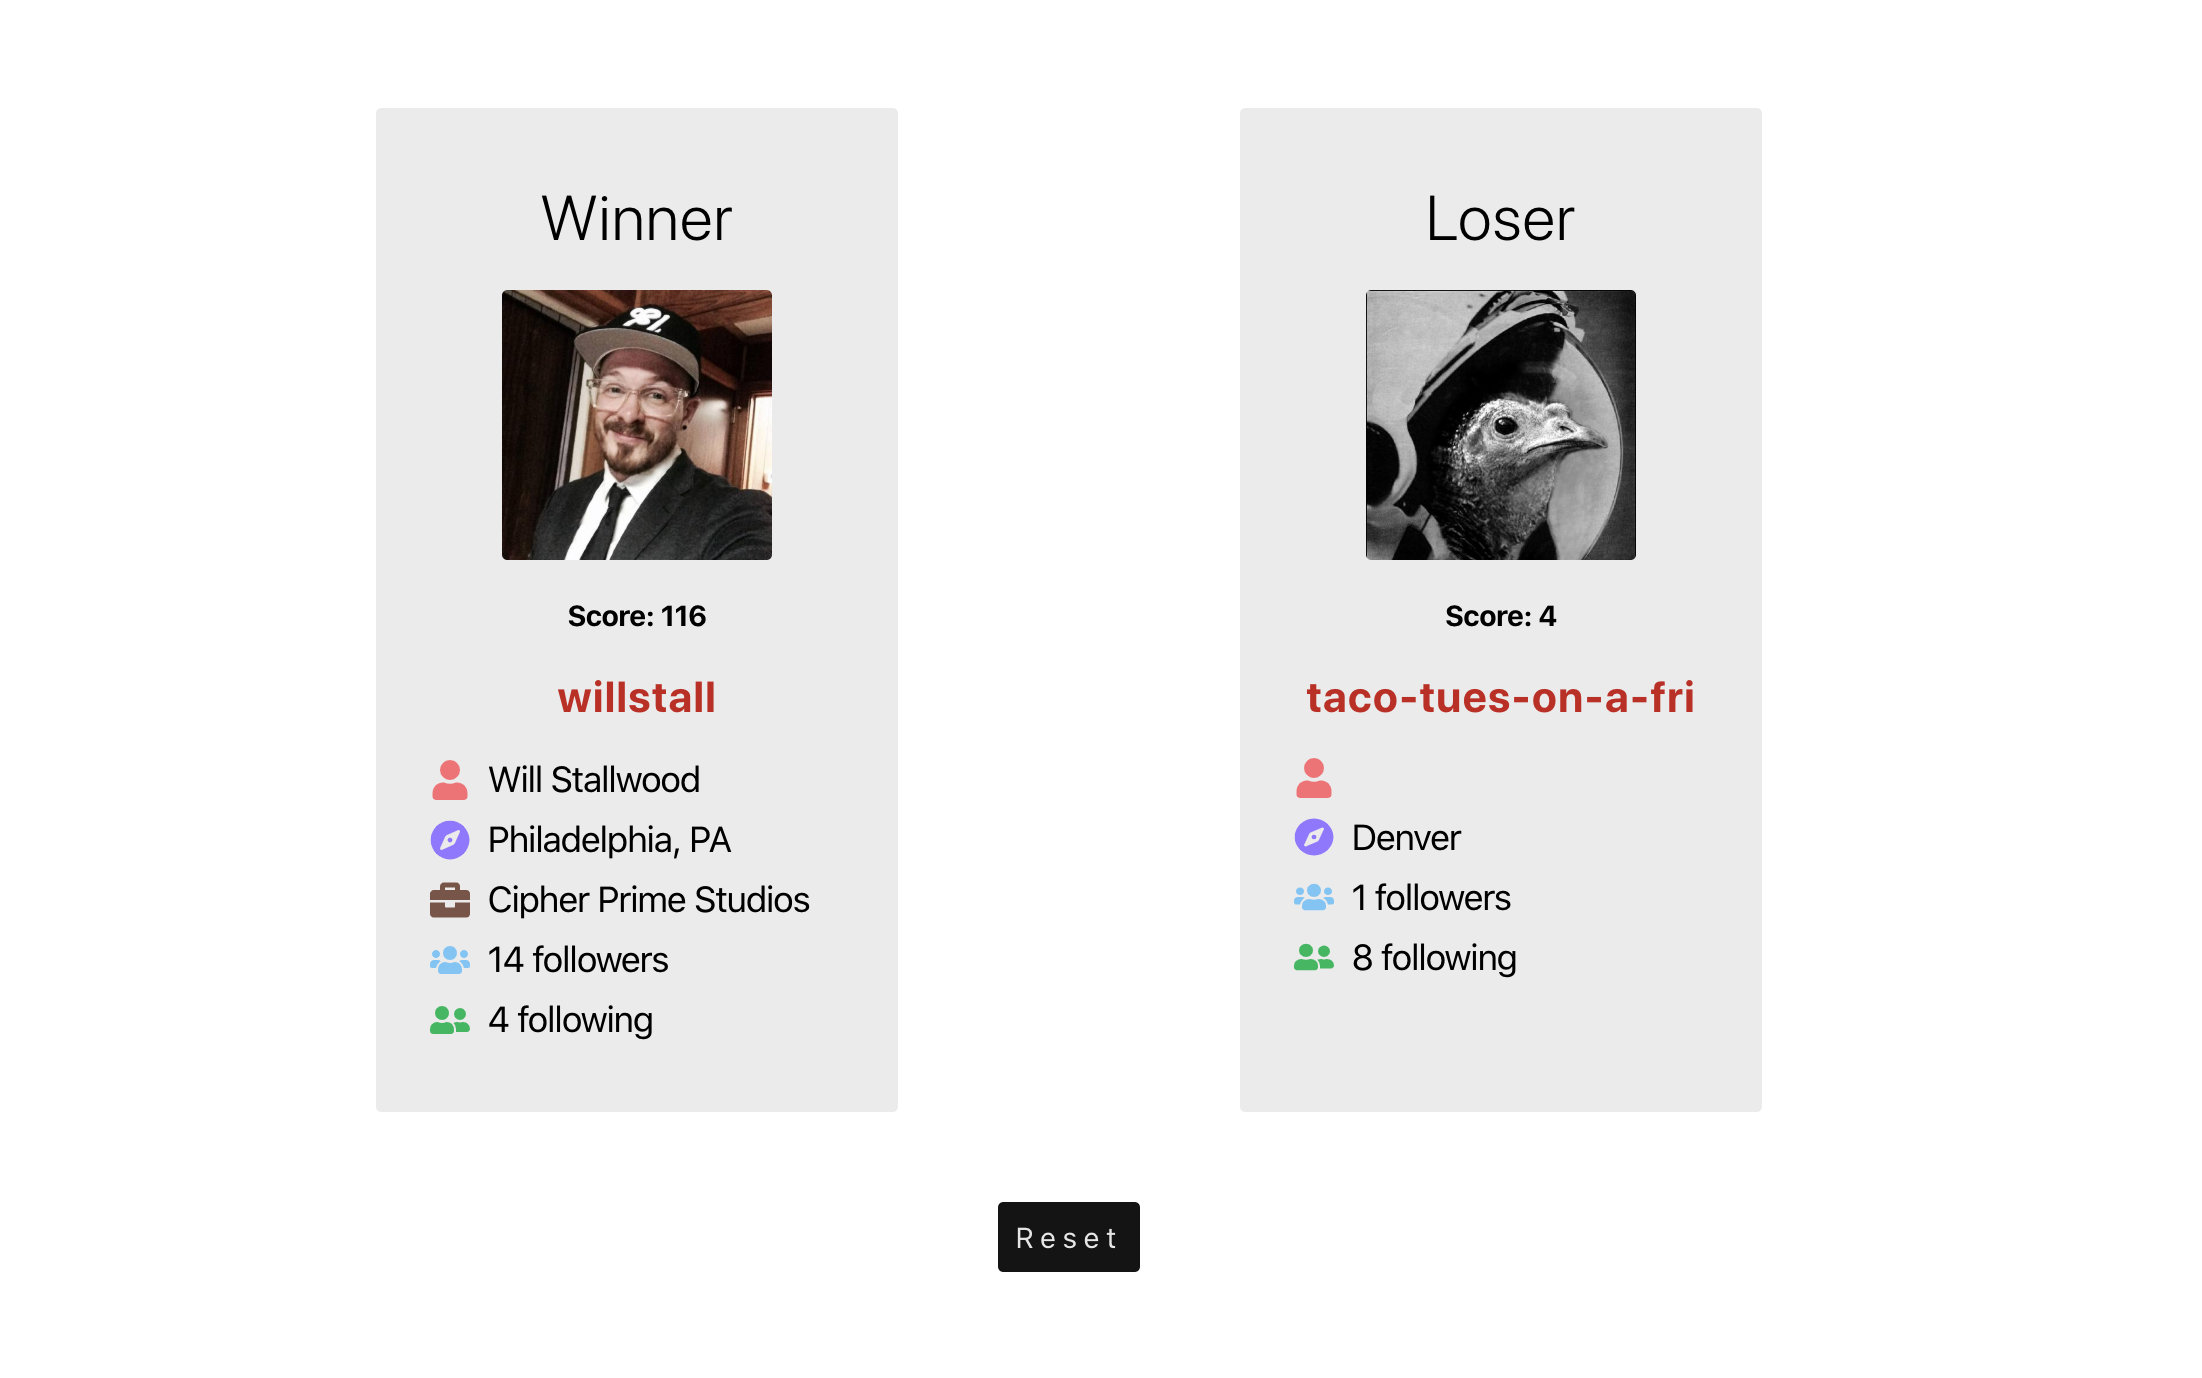 Winner
Score: 116
willstall
Will Stallwood
Philadelphia, PA
Cipher Prime Studios
14 followers
4 following
Loser
Score: 4
taco-tues-on-a-fri
Denver
1 followers
8 following
Reset